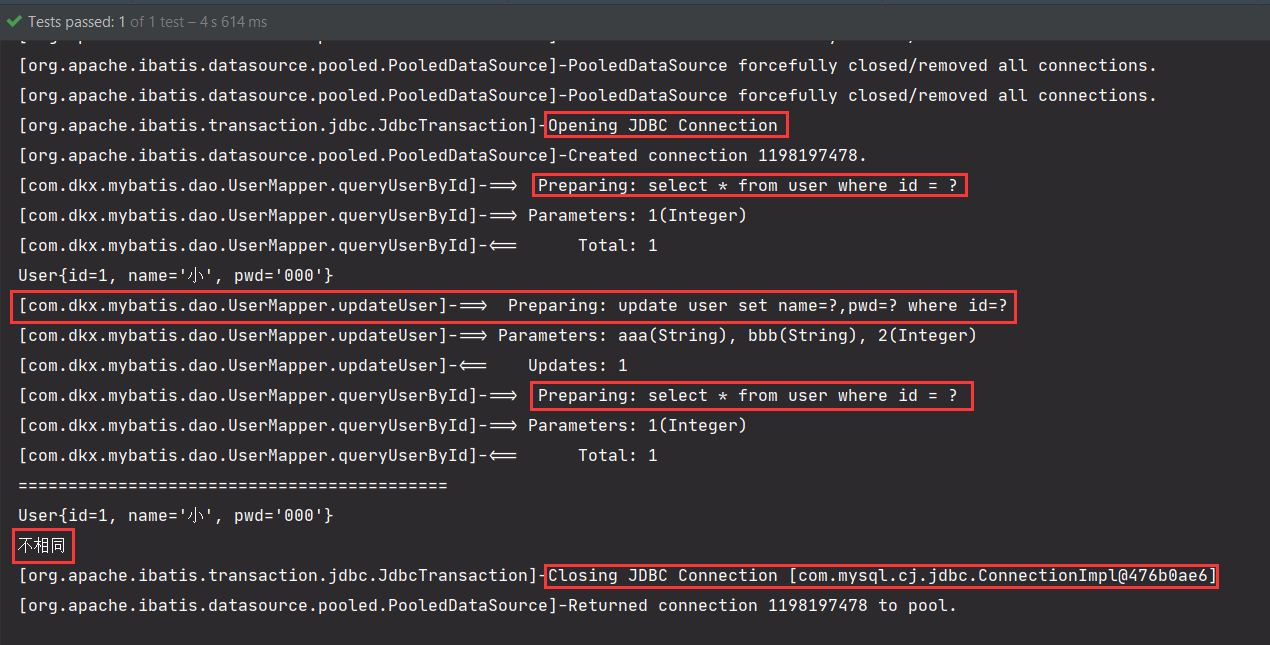 Tests passed: 1 of 1 test – 4 s 614 ms
[org.apache.ibatis.datasource.pooled.PooledDataSource]-PooledDataSource forcefully closed/removed all connections.
[org.apache.ibatis.datasource.pooled.PooledDataSource]-PooledDataSource forcefully closed/removed all connections.
[org.apache.ibatis.transaction.jdbc.JdbcTransaction]-Opening JDBC Connection
[org.apache.ibatis.datasource.pooled.PooledDataSource]-Created connection 1198197478.
[com.dkx.mybatis.dao.UserMapper.queryUserById]-==>  Preparing: select * from user where id = ?
[com.dkx.mybatis.dao.UserMapper.queryUserById]-==> Parameters: 1(Integer)
[com.dkx.mybatis.dao.UserMapper.queryUserById]-<==      Total: 1
User{id=1, name='小', pwd='000'}
[com.dkx.mybatis.dao.UserMapper.updateUser]-==>  Preparing: update user set name=?,pwd=? where id=?
[com.dkx.mybatis.dao.UserMapper.updateUser]-==> Parameters: aaa(String), bbb(String), 2(Integer)
[com.dkx.mybatis.dao.UserMapper.updateUser]-<==    Updates: 1
[com.dkx.mybatis.dao.UserMapper.queryUserById]-==>  Preparing: select * from user where id = ?
[com.dkx.mybatis.dao.UserMapper.queryUserById]-==> Parameters: 1(Integer)
[com.dkx.mybatis.dao.UserMapper.queryUserById]-<==      Total: 1
===========================================
User{id=1, name='小', pwd='000'}
不相同
[org.apache.ibatis.transaction.jdbc.JdbcTransaction]-Closing JDBC Connection [com.mysql.cj.jdbc.ConnectionImpl@476b0ae6]
[org.apache.ibatis.datasource.pooled.PooledDataSource]-Returned connection 1198197478 to pool.